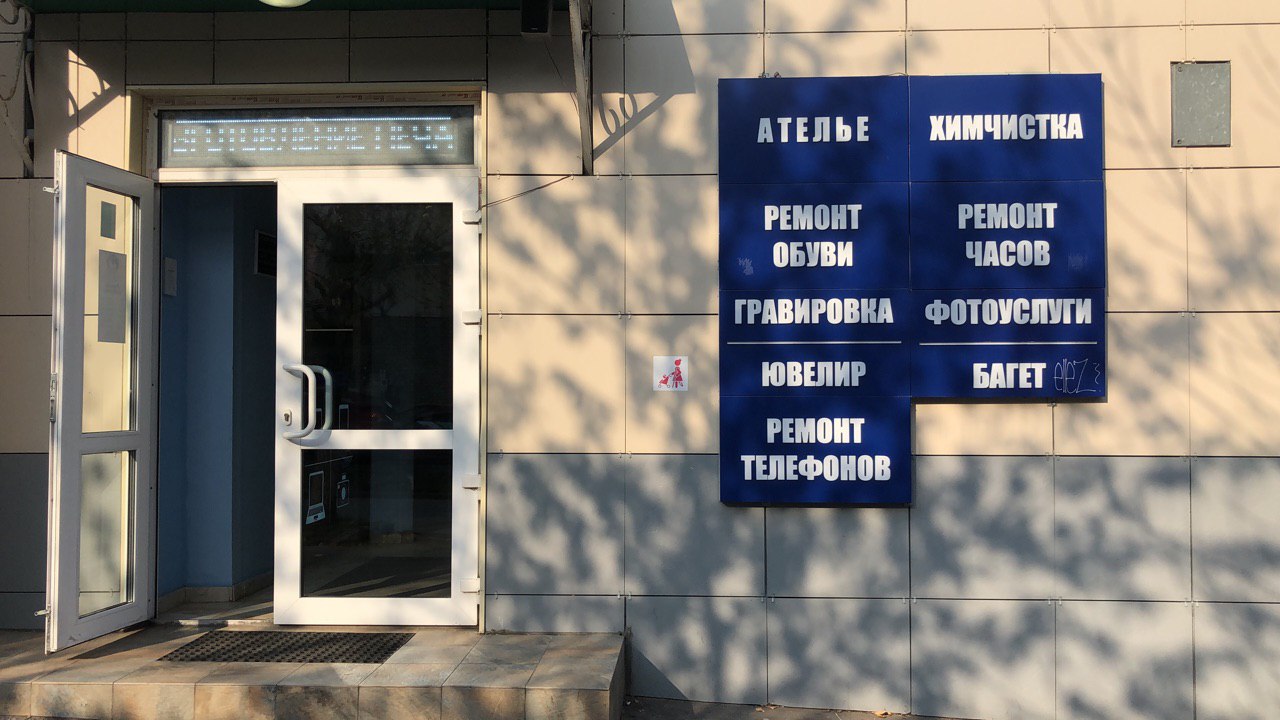 АТЕЛЬЕ
ХИМЧИСТКА
РЕМОНТ
ОБУВИ
РЕМОНТ
ЧАСОВ
ГРАВИРОВКА
ФОТОУСЛУГИ
ЮВЕЛИР
БАГЕТ
РЕМОНТ
ТЕЛЕФОНОВ